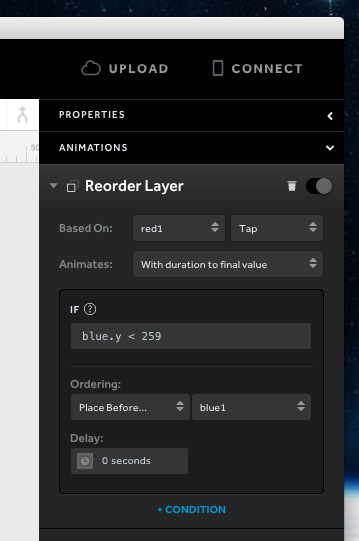 UPLOAD CONNECT
PROPERTIES
50
ANIMATIONS
Reorder Layer
Based On: red1 Tap
Animates: With duration to final value
IF ?
blue.y < 259
Ordering:
Place Before... blue1
Delay:
0 seconds
+ CONDITION